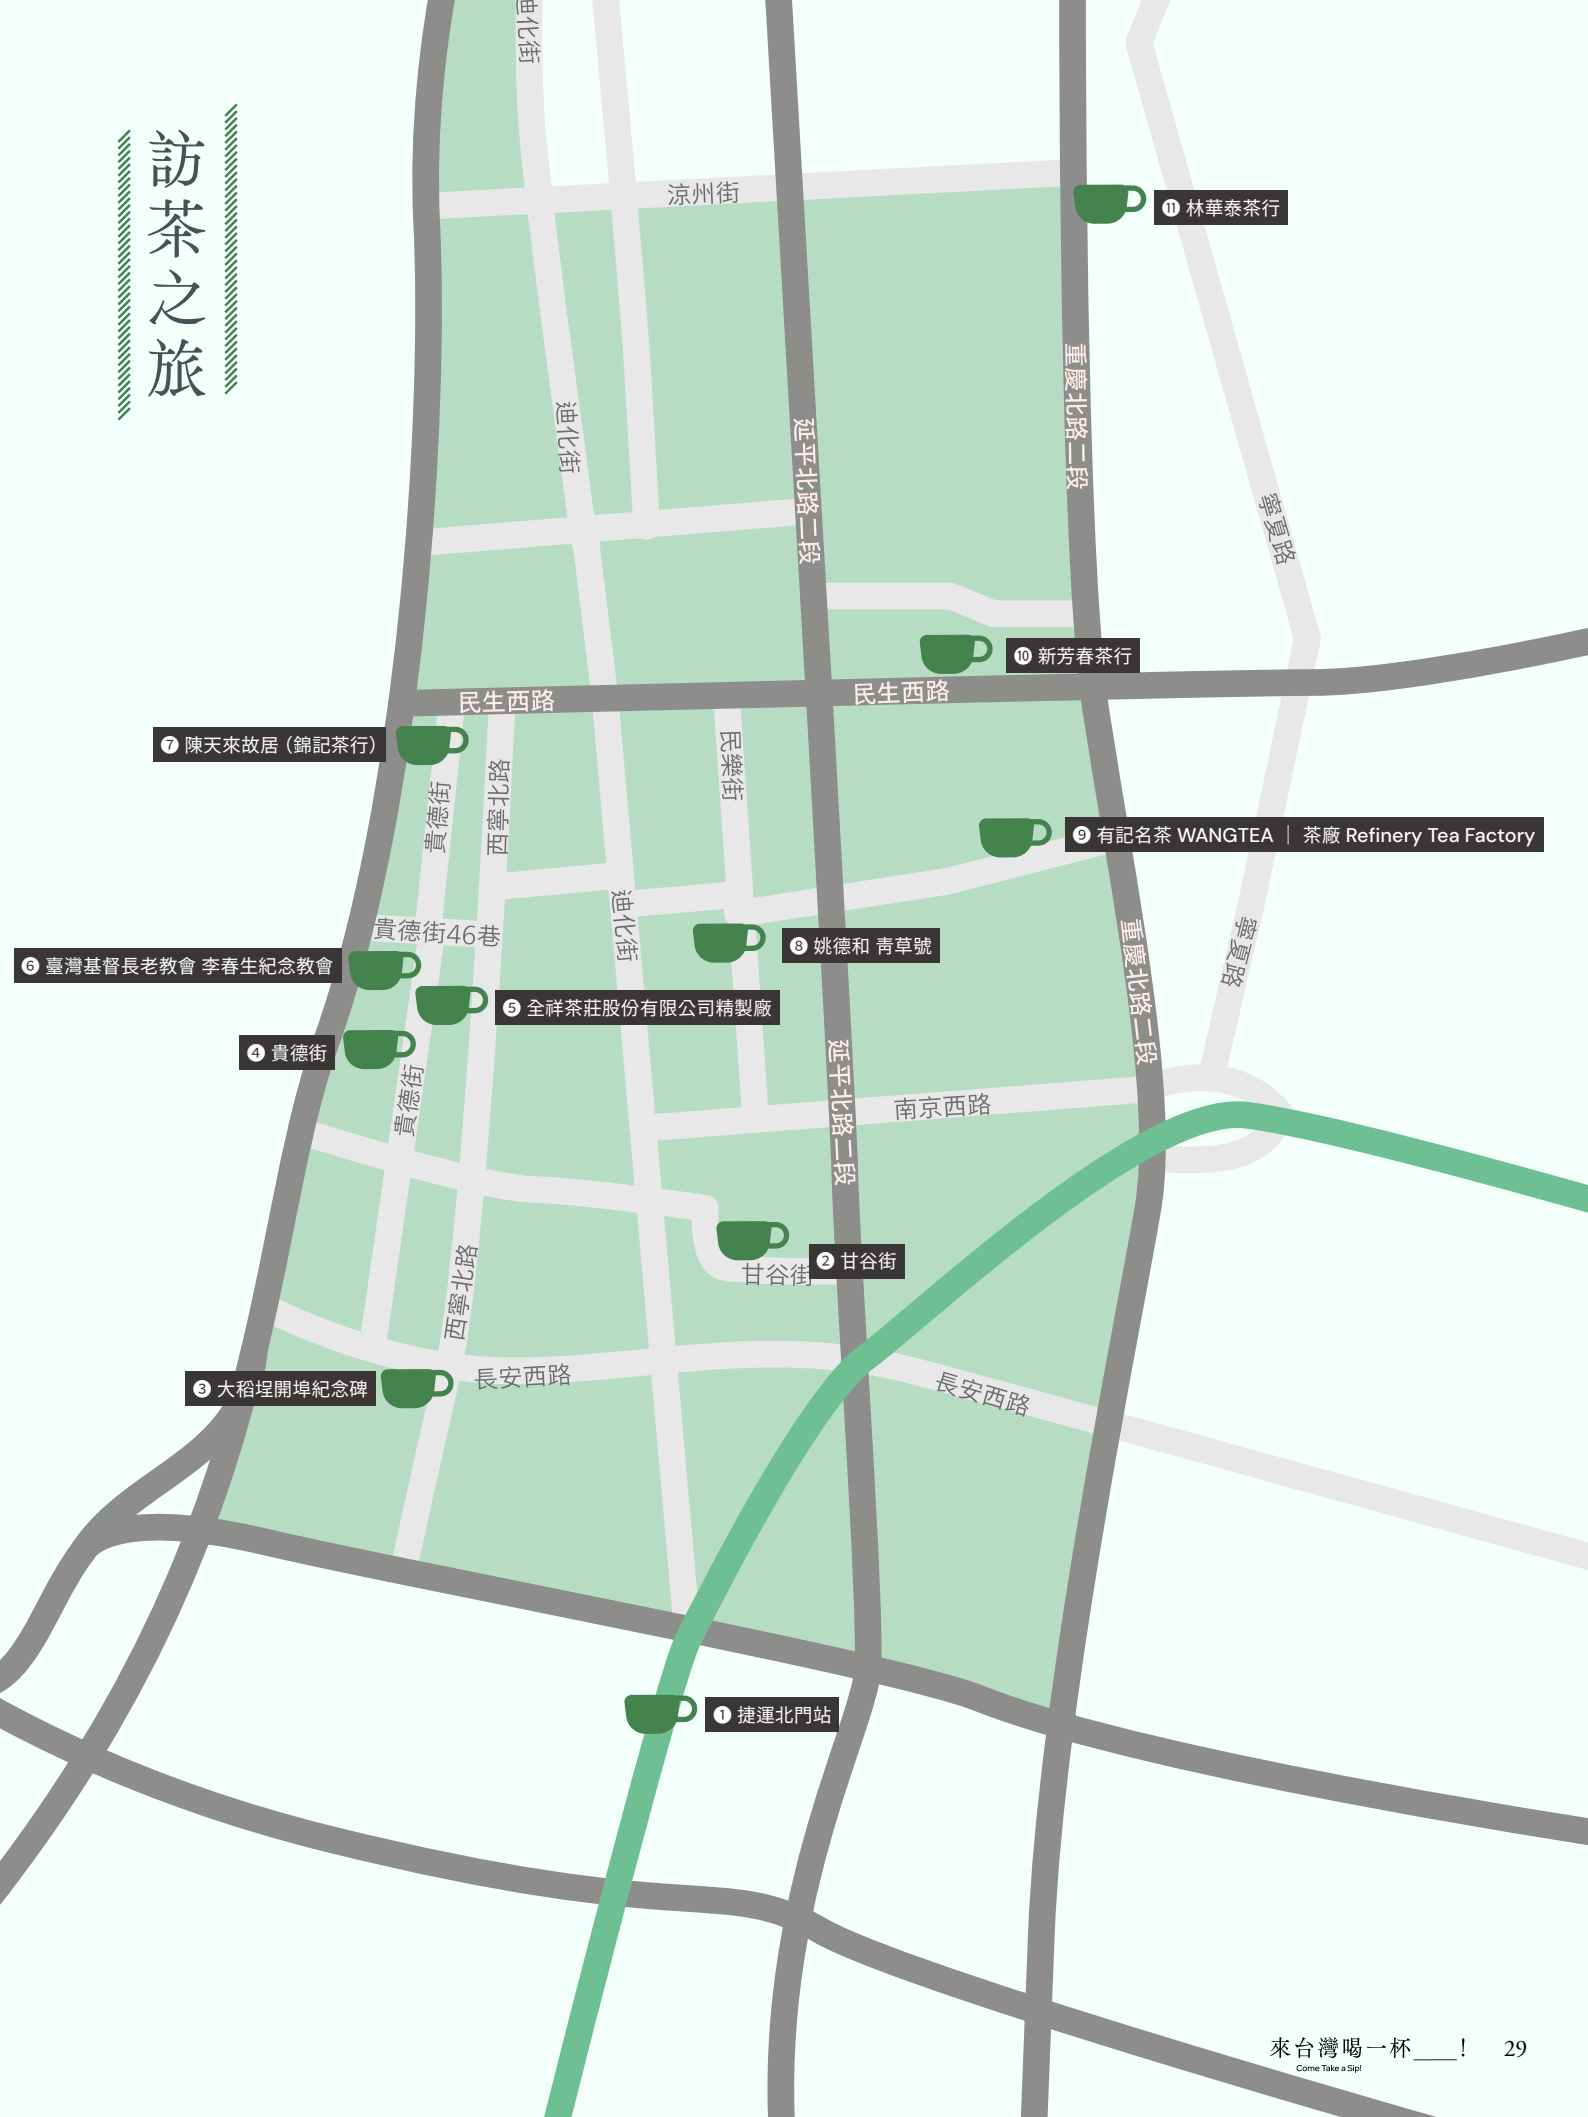 訪茶之旅
迪化街
涼州街
⓫ 林華泰茶行
重慶北路二段
迪化街
延平北路二段
寧夏路
❿ 新芳春茶行
民生西路
民生西路
❼ 陳天來故居（錦記茶行）
民樂街
西寧北路
貴德街
❾ 有記名茶 WANGTEA ｜ 茶廠 Refinery Tea Factory
迪化街
貴德街46巷
重慶北路二段
寧夏路
❽ 姚德和 青草號
❻ 臺灣基督長老教會 李春生紀念教會
❺ 全祥茶莊股份有限公司精製廠
❹ 貴德街
貴德街
延平北路二段
南京西路
❷ 甘谷街
甘谷街
西寧北路
❸ 大稻埕開埠紀念碑
長安西路
長安西路
❶ 捷運北門站
來台灣喝一杯____！ 29
Come Take a Sip!